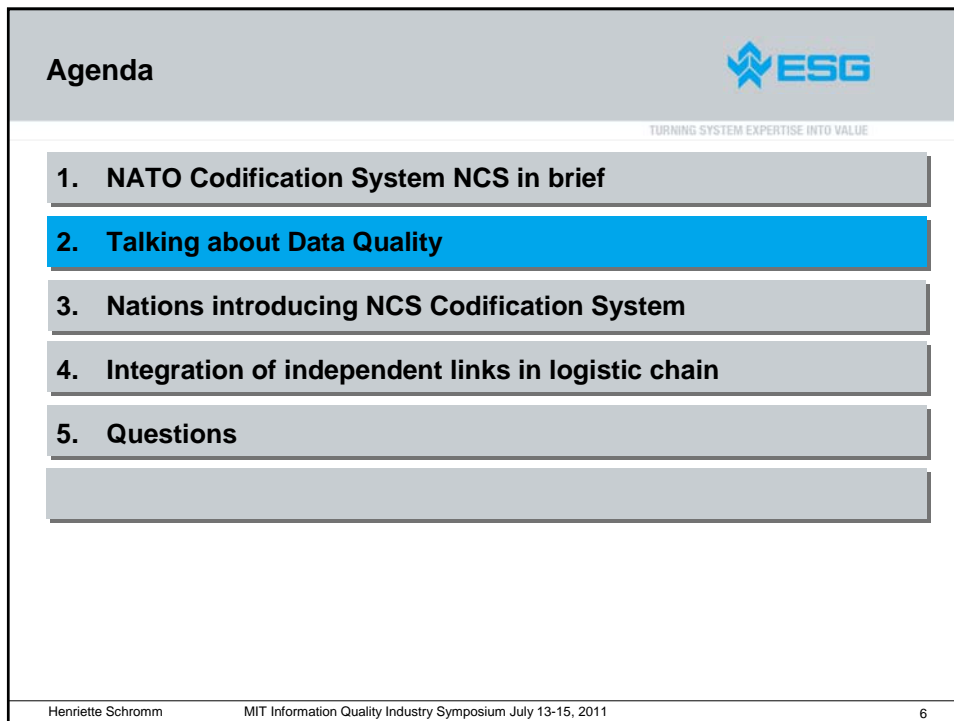 Agenda
ESG
TURNING SYSTEM EXPERTISE INTO VALUE
1. NATO Codification System NCS in brief
2. Talking about Data Quality
3. Nations introducing NCS Codification System
4. Integration of independent links in logistic chain
5. Questions
Henriette Schromm MIT Information Quality Industry Symposium July 13-15, 2011 6